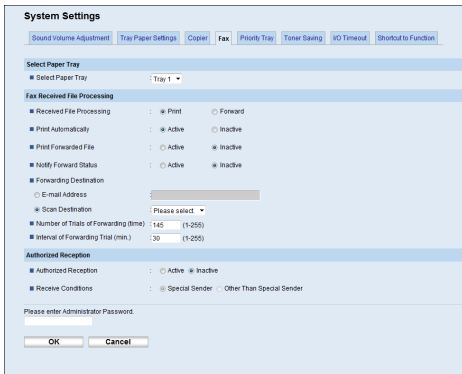 System Settings
Sound Volume Adjustment Tray Paper Settings Copier Fax Priority Tray Toner Saving I/O Timeout Shortcut to Function
Select Paper Tray
Select Paper Tray : Tray 1
Fax Received File Processing
Received File Processing : Print Forward
Print Automatically : Active Inactive
Print Forwarded File : Active Inactive
Notify Forward Status : Active Inactive
Forwarding Destination
E-mail Address :
Scan Destination : Please select
Number of Trials of Forwarding (time) : 145 (1-255)
Interval of Forwarding Trial (min.) : 30 (1-255)
Authorized Reception
Authorized Reception : Active Inactive
Receive Conditions : Special Sender Other Than Special Sender
Please enter Administrator Password.
OK Cancel